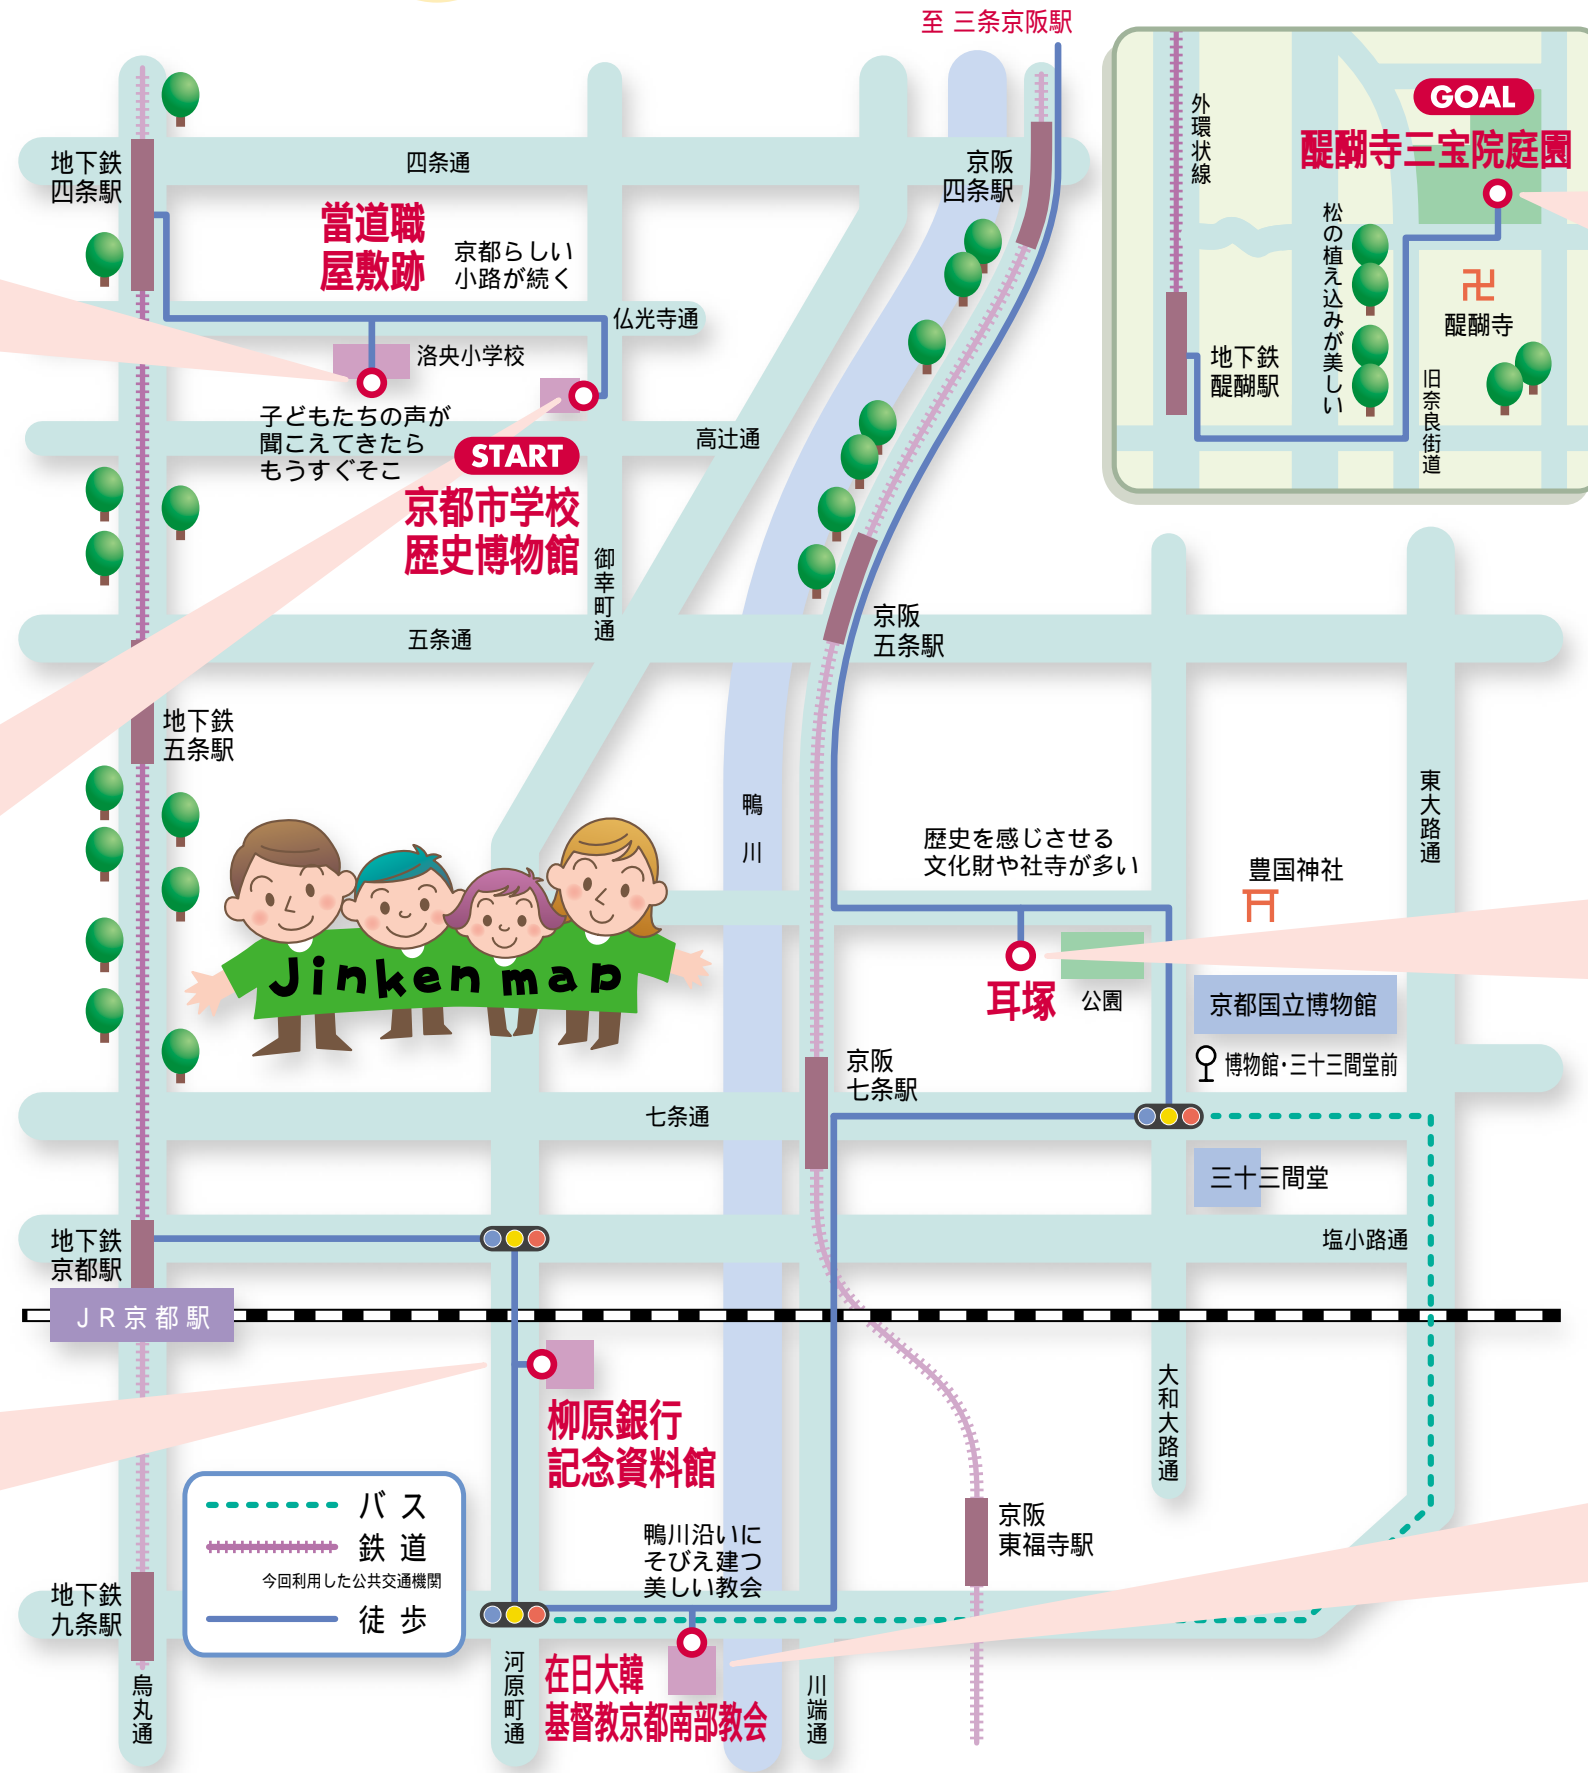 至 三条京阪駅
地下鉄
四条駅
四条通
京阪
四条駅
當道職
屋敷跡
京都らしい
小路が続く
仏光寺通
洛央小学校
子どもたちの声が
聞こえてきたら
もうすぐそこ
高辻通
START
京都市学校
歴史博物館
御幸町通
五条通
京阪
五条駅
地下鉄
五条駅
外環状線
GOAL
醍醐寺三宝院庭園
松の植え込みが美しい
醍醐寺
地下鉄
醍醐駅
旧奈良街道
鴨川
東大路通
歴史を感じさせる
文化財や社寺が多い
豊国神社
Jinken map
耳塚
公園
京都国立博物館
博物館・三十三間堂前
京阪
七条駅
七条通
三十三間堂
塩小路通
地下鉄
京都駅
JR京都駅
大和大路通
柳原銀行
記念資料館
バス
鉄道
今回利用した公共交通機関
徒歩
鴨川沿いに
そびえ建つ
美しい教会
京阪
東福寺駅
地下鉄
九条駅
烏丸通
河原町通
在日大韓
基督教京都南部教会
川端通